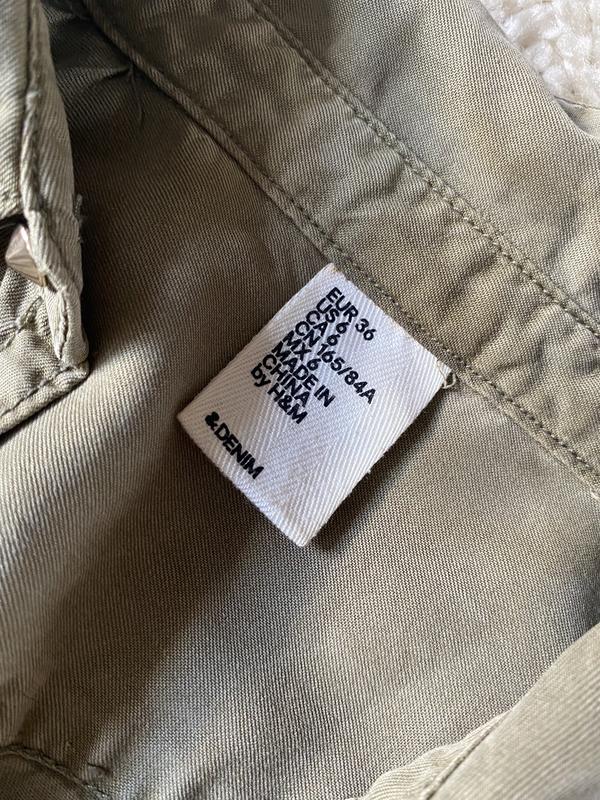 EUR 36
US 6
CA 6
CN 165/84A
MX 6
MADE IN
CHINA
by H&M
&DENIM